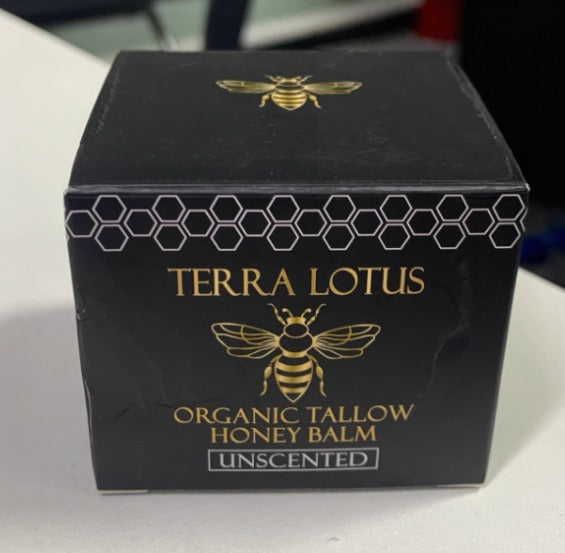 TERRA LOTUS
ORGANIC TALLOW
HONEY BALM
UNSCENTED